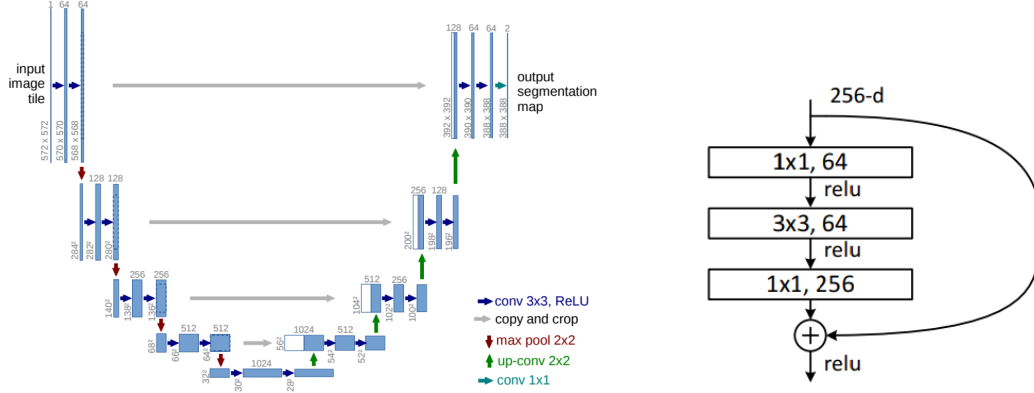 1 64 64
input
image
tile
572 x 572
570 x 570
568 x 568
128 64 64 2
output
segmentation
map
392 x 392
390 x 390
388 x 388
388 x 388
128 128
284²
282²
280²
256 128
200²
198²
196²
256 256
140²
138²
136²
512 256
104²
102²
100²
512 512
68²
66²
64²
1024 512
56²
54²
52²
1024
32²
30²
28²
conv 3x3, ReLU
copy and crop
max pool 2x2
up-conv 2x2
conv 1x1
256-d
1x1, 64
relu
3x3, 64
relu
1x1, 256
+
relu